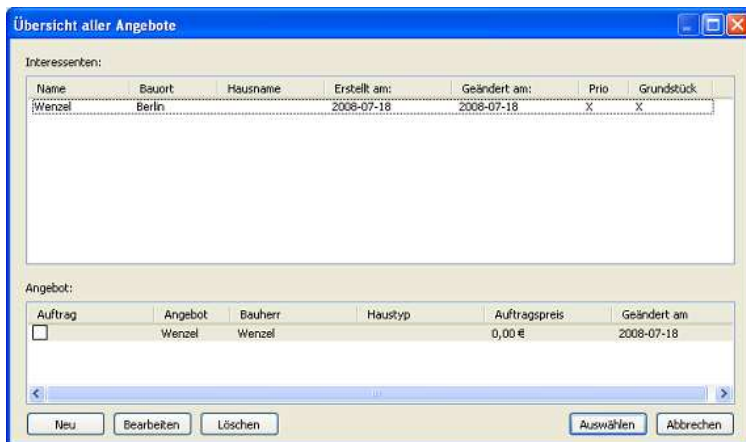 Übersicht aller Angebote
Interessenten:
Name Bauort Hausname Erstellt am: Geändert am: Prio Grundstück
Wenzel Berlin 2008-07-18 2008-07-18 X X
Angebot:
Auftrag Angebot Bauherr Haustyp Auftragspreis Geändert am
Wenzel Wenzel 0,00 € 2008-07-18
Neu Bearbeiten Löschen Auswählen Abbrechen